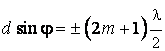 d sin φ = ± (2m + 1) λ/2